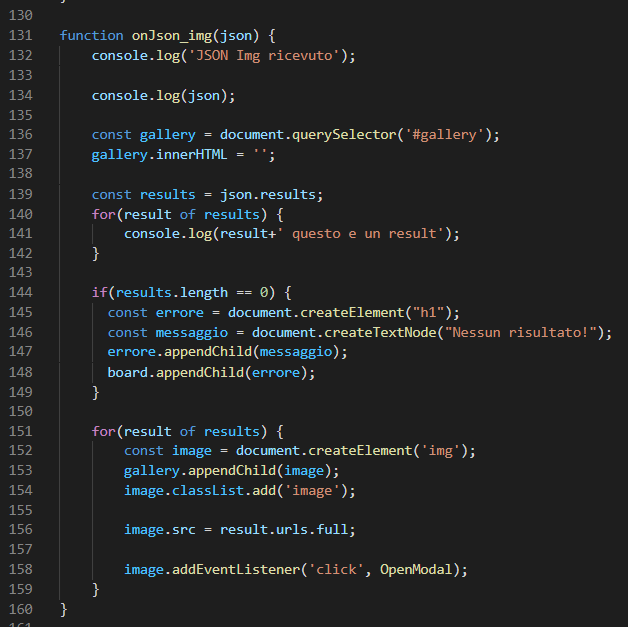 130
131 function onJson_img(json) {
132 console.log('JSON Img ricevuto');
133
134 console.log(json);
135
136 const gallery = document.querySelector('#gallery');
137 gallery.innerHTML = '';
138
139 const results = json.results;
140 for(result of results) {
141 console.log(result+' questo e un result');
142 }
143
144 if(results.length == 0) {
145 const errore = document.createElement("h1");
146 const messaggio = document.createTextNode("Nessun risultato!");
147 errore.appendChild(messaggio);
148 board.appendChild(errore);
149 }
150
151 for(result of results) {
152 const image = document.createElement('img');
153 gallery.appendChild(image);
154 image.classList.add('image');
155
156 image.src = result.urls.full;
157
158 image.addEventListener('click', OpenModal);
159 }
160 }